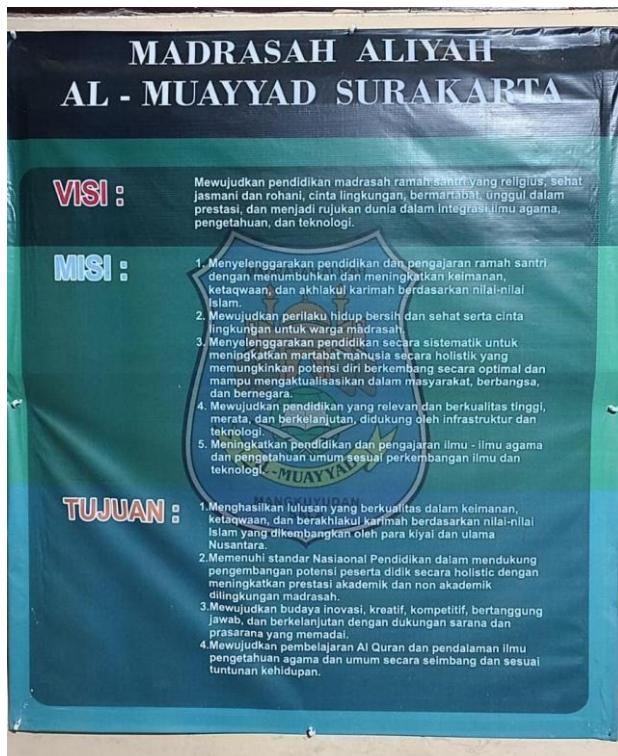 MADRASAH ALIYAH
AL - MUAYYAD SURAKARTA
VISI :
Mewujudkan pendidikan madrasah ramah santri yang religius, sehat
jasmani dan rohani, cinta lingkungan, bermartabat, unggul dalam
prestasi, dan menjadi rujukan dunia dalam integrasi ilmu agama,
pengetahuan, dan teknologi.
MISI :
1. Menyelenggarakan pendidikan dan pengajaran ramah santri
dengan menumbuhkan dan meningkatkan keimanan,
ketaqwaan, dan akhlakul karimah berdasarkan nilai-nilai
Islam.
2. Mewujudkan perilaku hidup bersih dan sehat serta cinta
lingkungan untuk warga madrasah.
3. Menyelenggarakan pendidikan secara sistematik untuk
meningkatkan martabat manusia secara holistik yang
memungkinkan potensi diri berkembang secara optimal dan
mampu mengaktualisasikan dalam masyarakat, berbangsa,
dan bernegara.
4. Mewujudkan pendidikan yang relevan dan berkualitas tinggi,
merata, dan berkelanjutan, didukung oleh infrastruktur dan
teknologi.
5. Meningkatkan pendidikan dan pengajaran ilmu - ilmu agama
dan pengetahuan umum sesuai perkembangan ilmu dan
teknologi.
AL-MUAYYAD
MANGKUYUDAN
TUJUAN :
1.Menghasilkan lulusan yang berkualitas dalam keimanan,
ketaqwaan, dan berakhlakul karimah berdasarkan nilai-nilai
Islam yang dikembangkan oleh para kiyai dan ulama
Nusantara.
2.Memenuhi standar Nasiaonal Pendidikan dalam mendukung
pengembangan potensi peserta didik secara holistic dengan
meningkatkan prestasi akademik dan non akademik
dilingkungan madrasah.
3.Mewujudkan budaya inovasi, kreatif, kompetitif, bertanggung
jawab, dan berkelanjutan dengan dukungan sarana dan
prasarana yang memadai.
4.Mewujudkan pembelajaran Al Quran dan pendalaman ilmu
pengetahuan agama dan umum secara seimbang dan sesuai
tuntunan kehidupan.